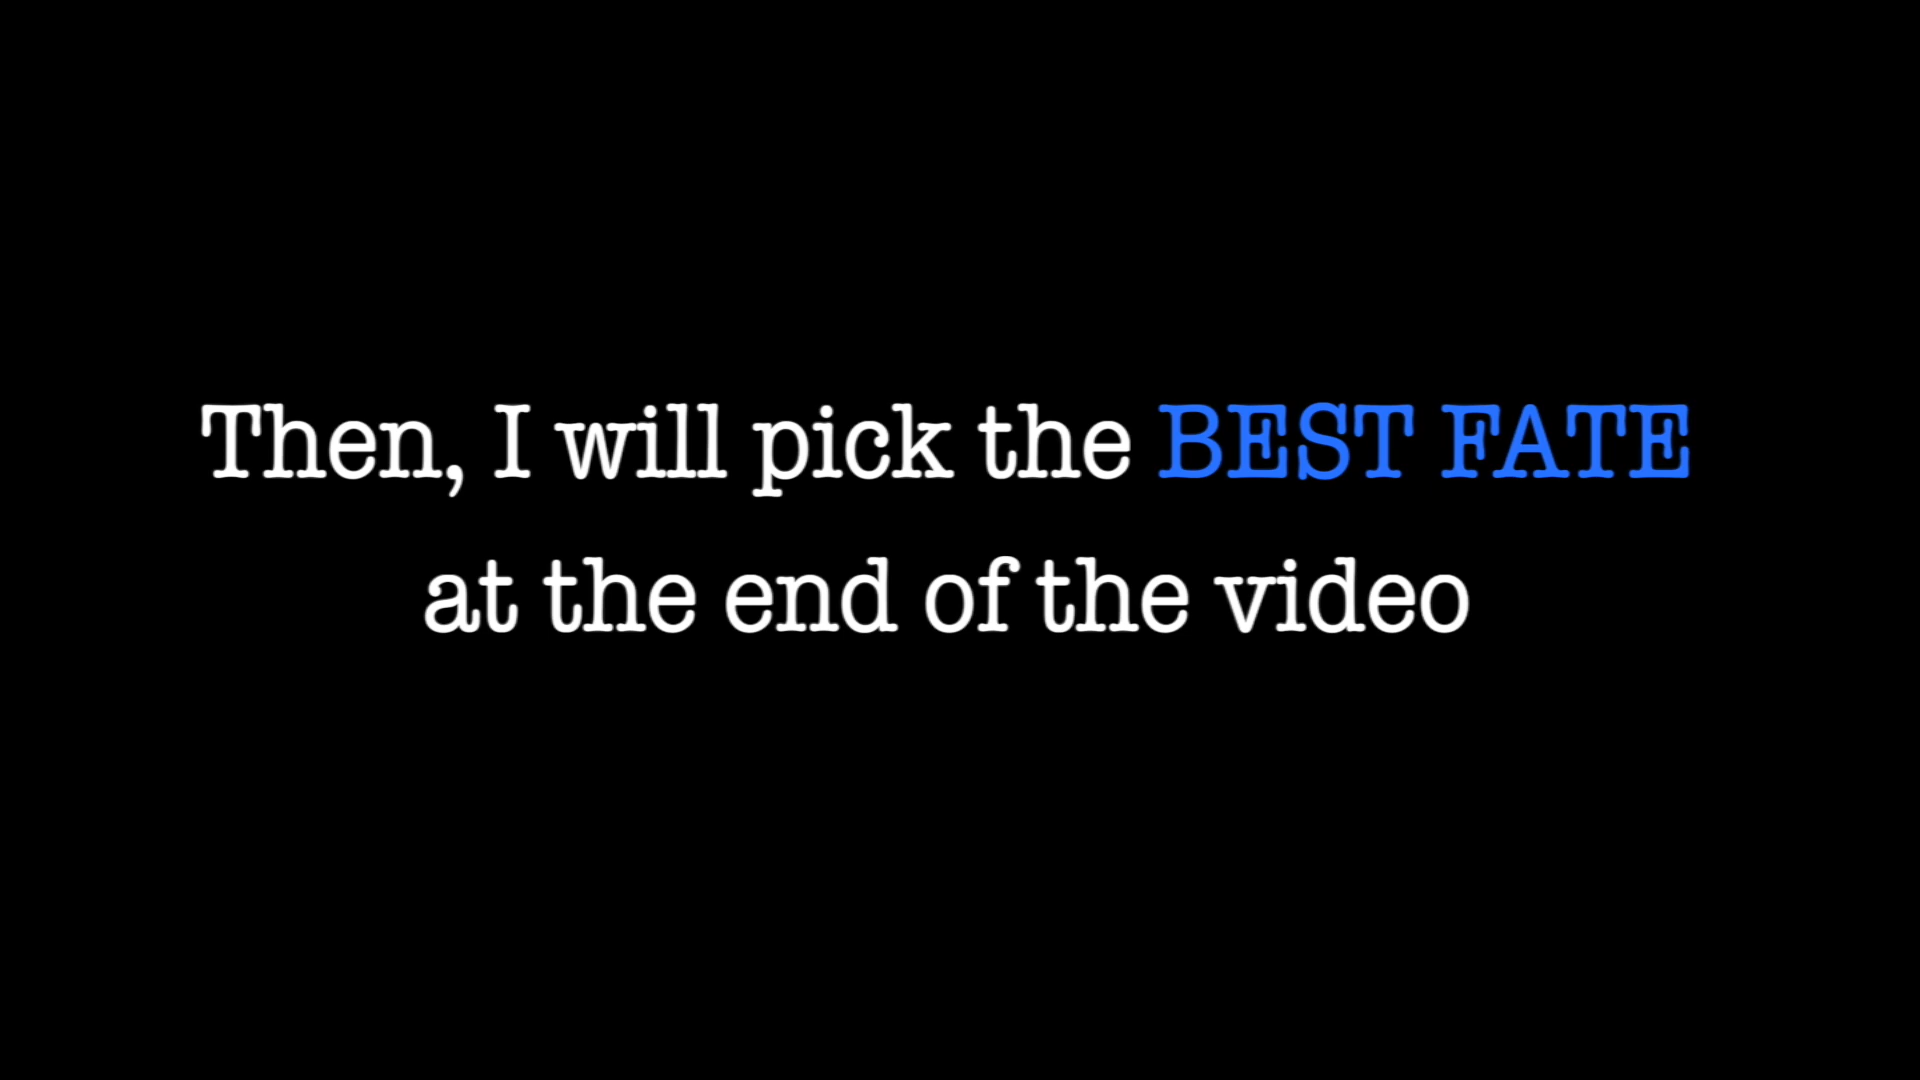 Then, I will pick the BEST FATE
at the end of the video